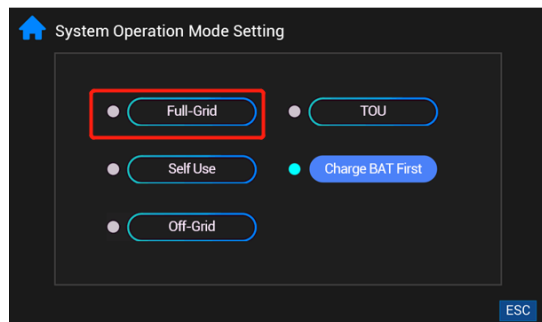 System Operation Mode Setting
Full-Grid
TOU
Self Use
Charge BAT First
Off-Grid
ESC